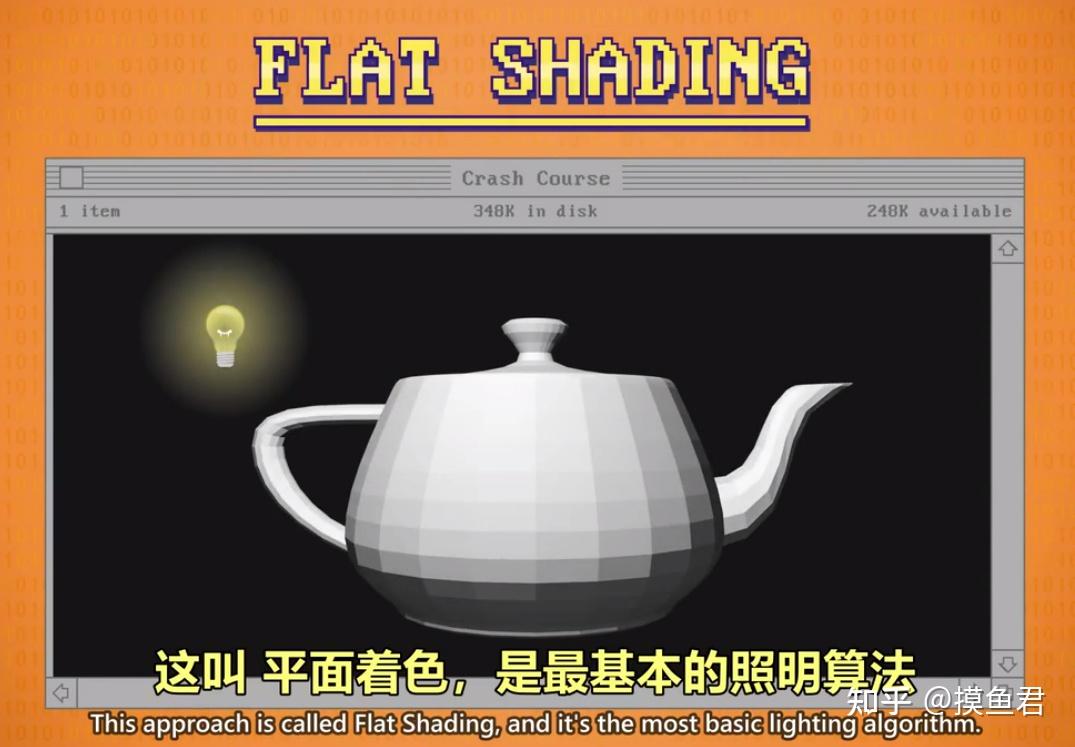 FLAT SHADING
Crash Course
1 item 348K in disk 248K available
这叫 平面着色，是最基本的照明算法
知乎 @摸鱼君
This approach is called Flat Shading, and it's the most basic lighting algorithm.